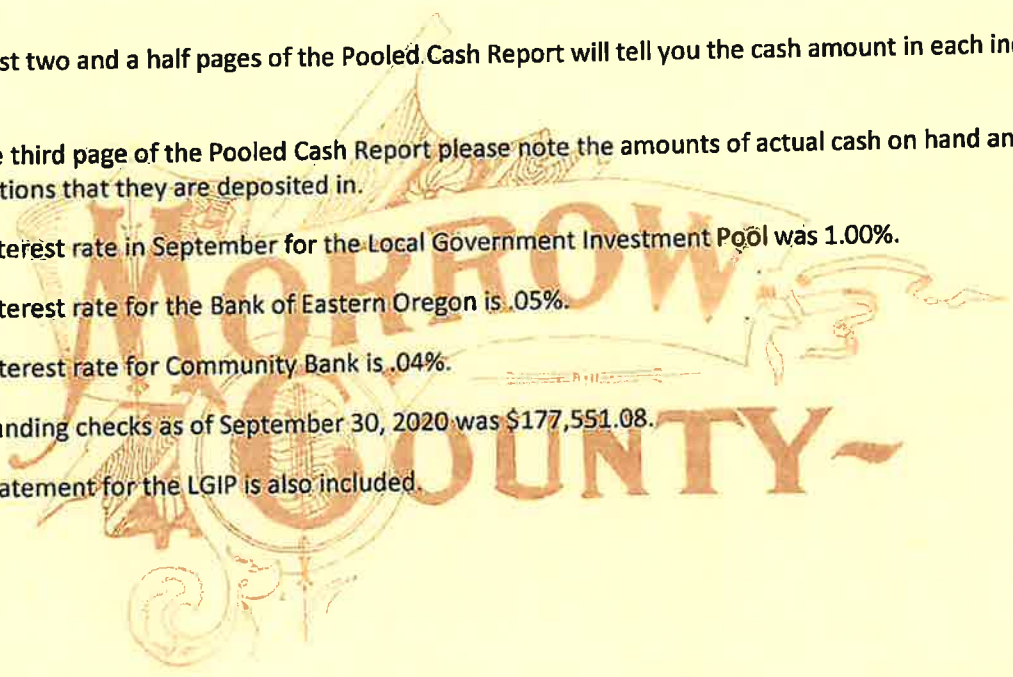 st two and a half pages of the Pooled Cash Report will tell you the cash amount in each in
third page of the Pooled Cash Report please note the amounts of actual cash on hand an
tions that they are deposited in.
terest rate in September for the Local Government Investment Pool was 1.00%.
terest rate for the Bank of Eastern Oregon is .05%.
terest rate for Community Bank is .04%.
nding checks as of September 30, 2020 was $177,551.08.
atement for the LGIP is also included.
MORROW
COUNTY